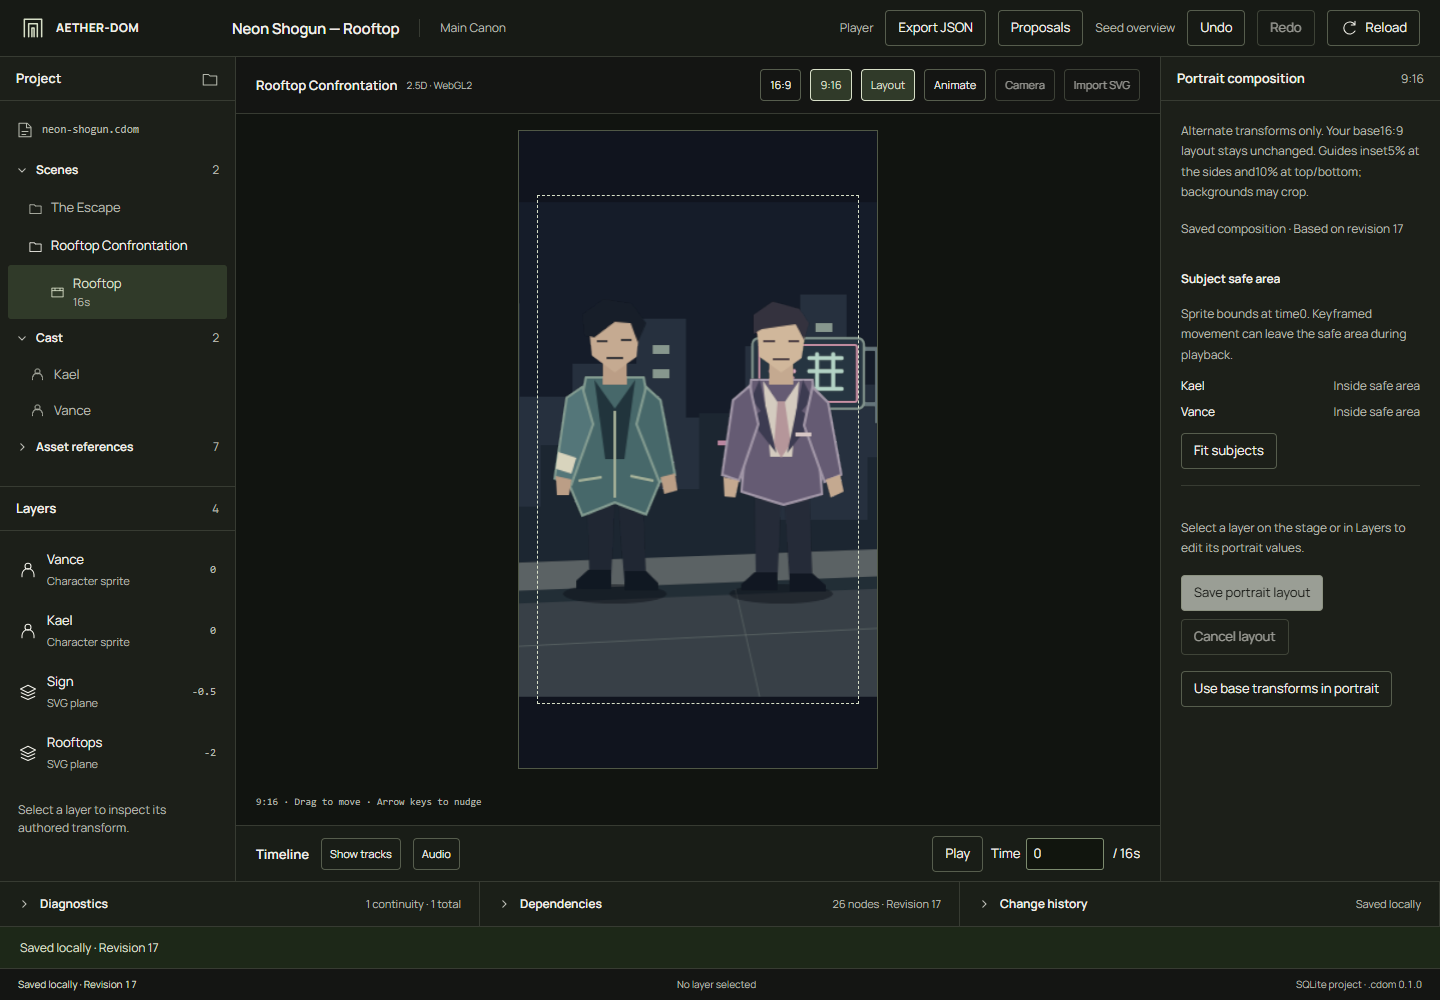 AETHER-DOM
Neon Shogun — Rooftop
Main Canon
Player
Export JSON
Proposals
Seed overview
Undo
Redo
Reload
Project
neon-shogun.cdom
Scenes
2
The Escape
Rooftop Confrontation
Rooftop
16s
Cast
2
Kael
Vance
Asset references
7
Layers
4
Vance
Character sprite
0
Kael
Character sprite
0
Sign
SVG plane
-0.5
Rooftops
SVG plane
-2
Select a layer to inspect its
authored transform.
Rooftop Confrontation
2.5D · WebGL2
16:9
9:16
Layout
Animate
Camera
Import SVG
井
9:16 · Drag to move · Arrow keys to nudge
Timeline
Show tracks
Audio
Play
Time
0
/ 16s
Portrait composition
9:16
Alternate transforms only. Your base16:9
layout stays unchanged. Guides inset5% at
the sides and10% at top/bottom;
backgrounds may crop.
Saved composition · Based on revision 17
Subject safe area
Sprite bounds at time0. Keyframed
movement can leave the safe area during
playback.
Kael
Inside safe area
Vance
Inside safe area
Fit subjects
Select a layer on the stage or in Layers to
edit its portrait values.
Save portrait layout
Cancel layout
Use base transforms in portrait
Diagnostics
1 continuity · 1 total
Dependencies
26 nodes · Revision 17
Change history
Saved locally
Saved locally · Revision 17
Saved locally · Revision 17
No layer selected
SQLite project · .cdom 0.1.0